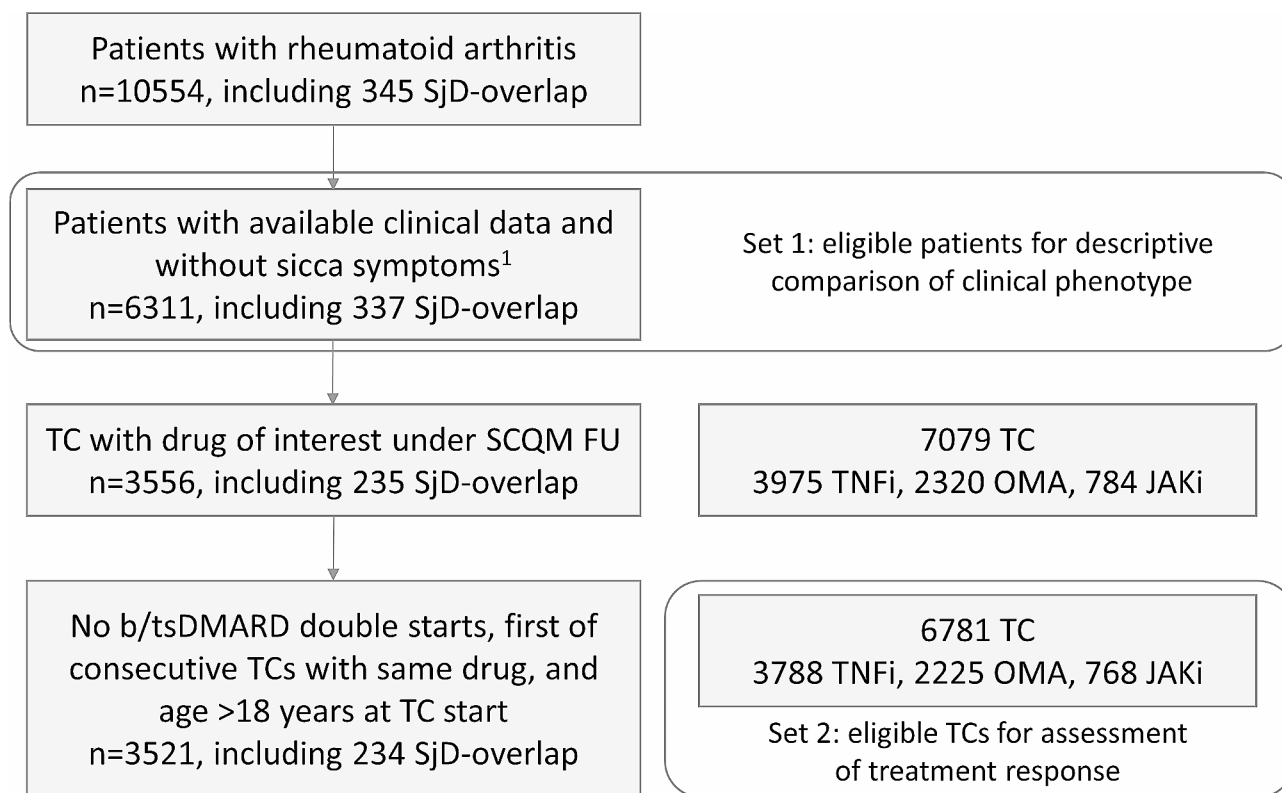 Patients with rheumatoid arthritis
n=10554, including 345 SjD-overlap
Patients with available clinical data and
without sicca symptoms¹
n=6311, including 337 SjD-overlap
Set 1: eligible patients for descriptive
comparison of clinical phenotype
TC with drug of interest under SCQM FU
n=3556, including 235 SjD-overlap
7079 TC
3975 TNFi, 2320 OMA, 784 JAKi
No b/tsDMARD double starts, first of
consecutive TCs with same drug, and
age >18 years at TC start
n=3521, including 234 SjD-overlap
6781 TC
3788 TNFi, 2225 OMA, 768 JAKi
Set 2: eligible TCs for assessment
of treatment response